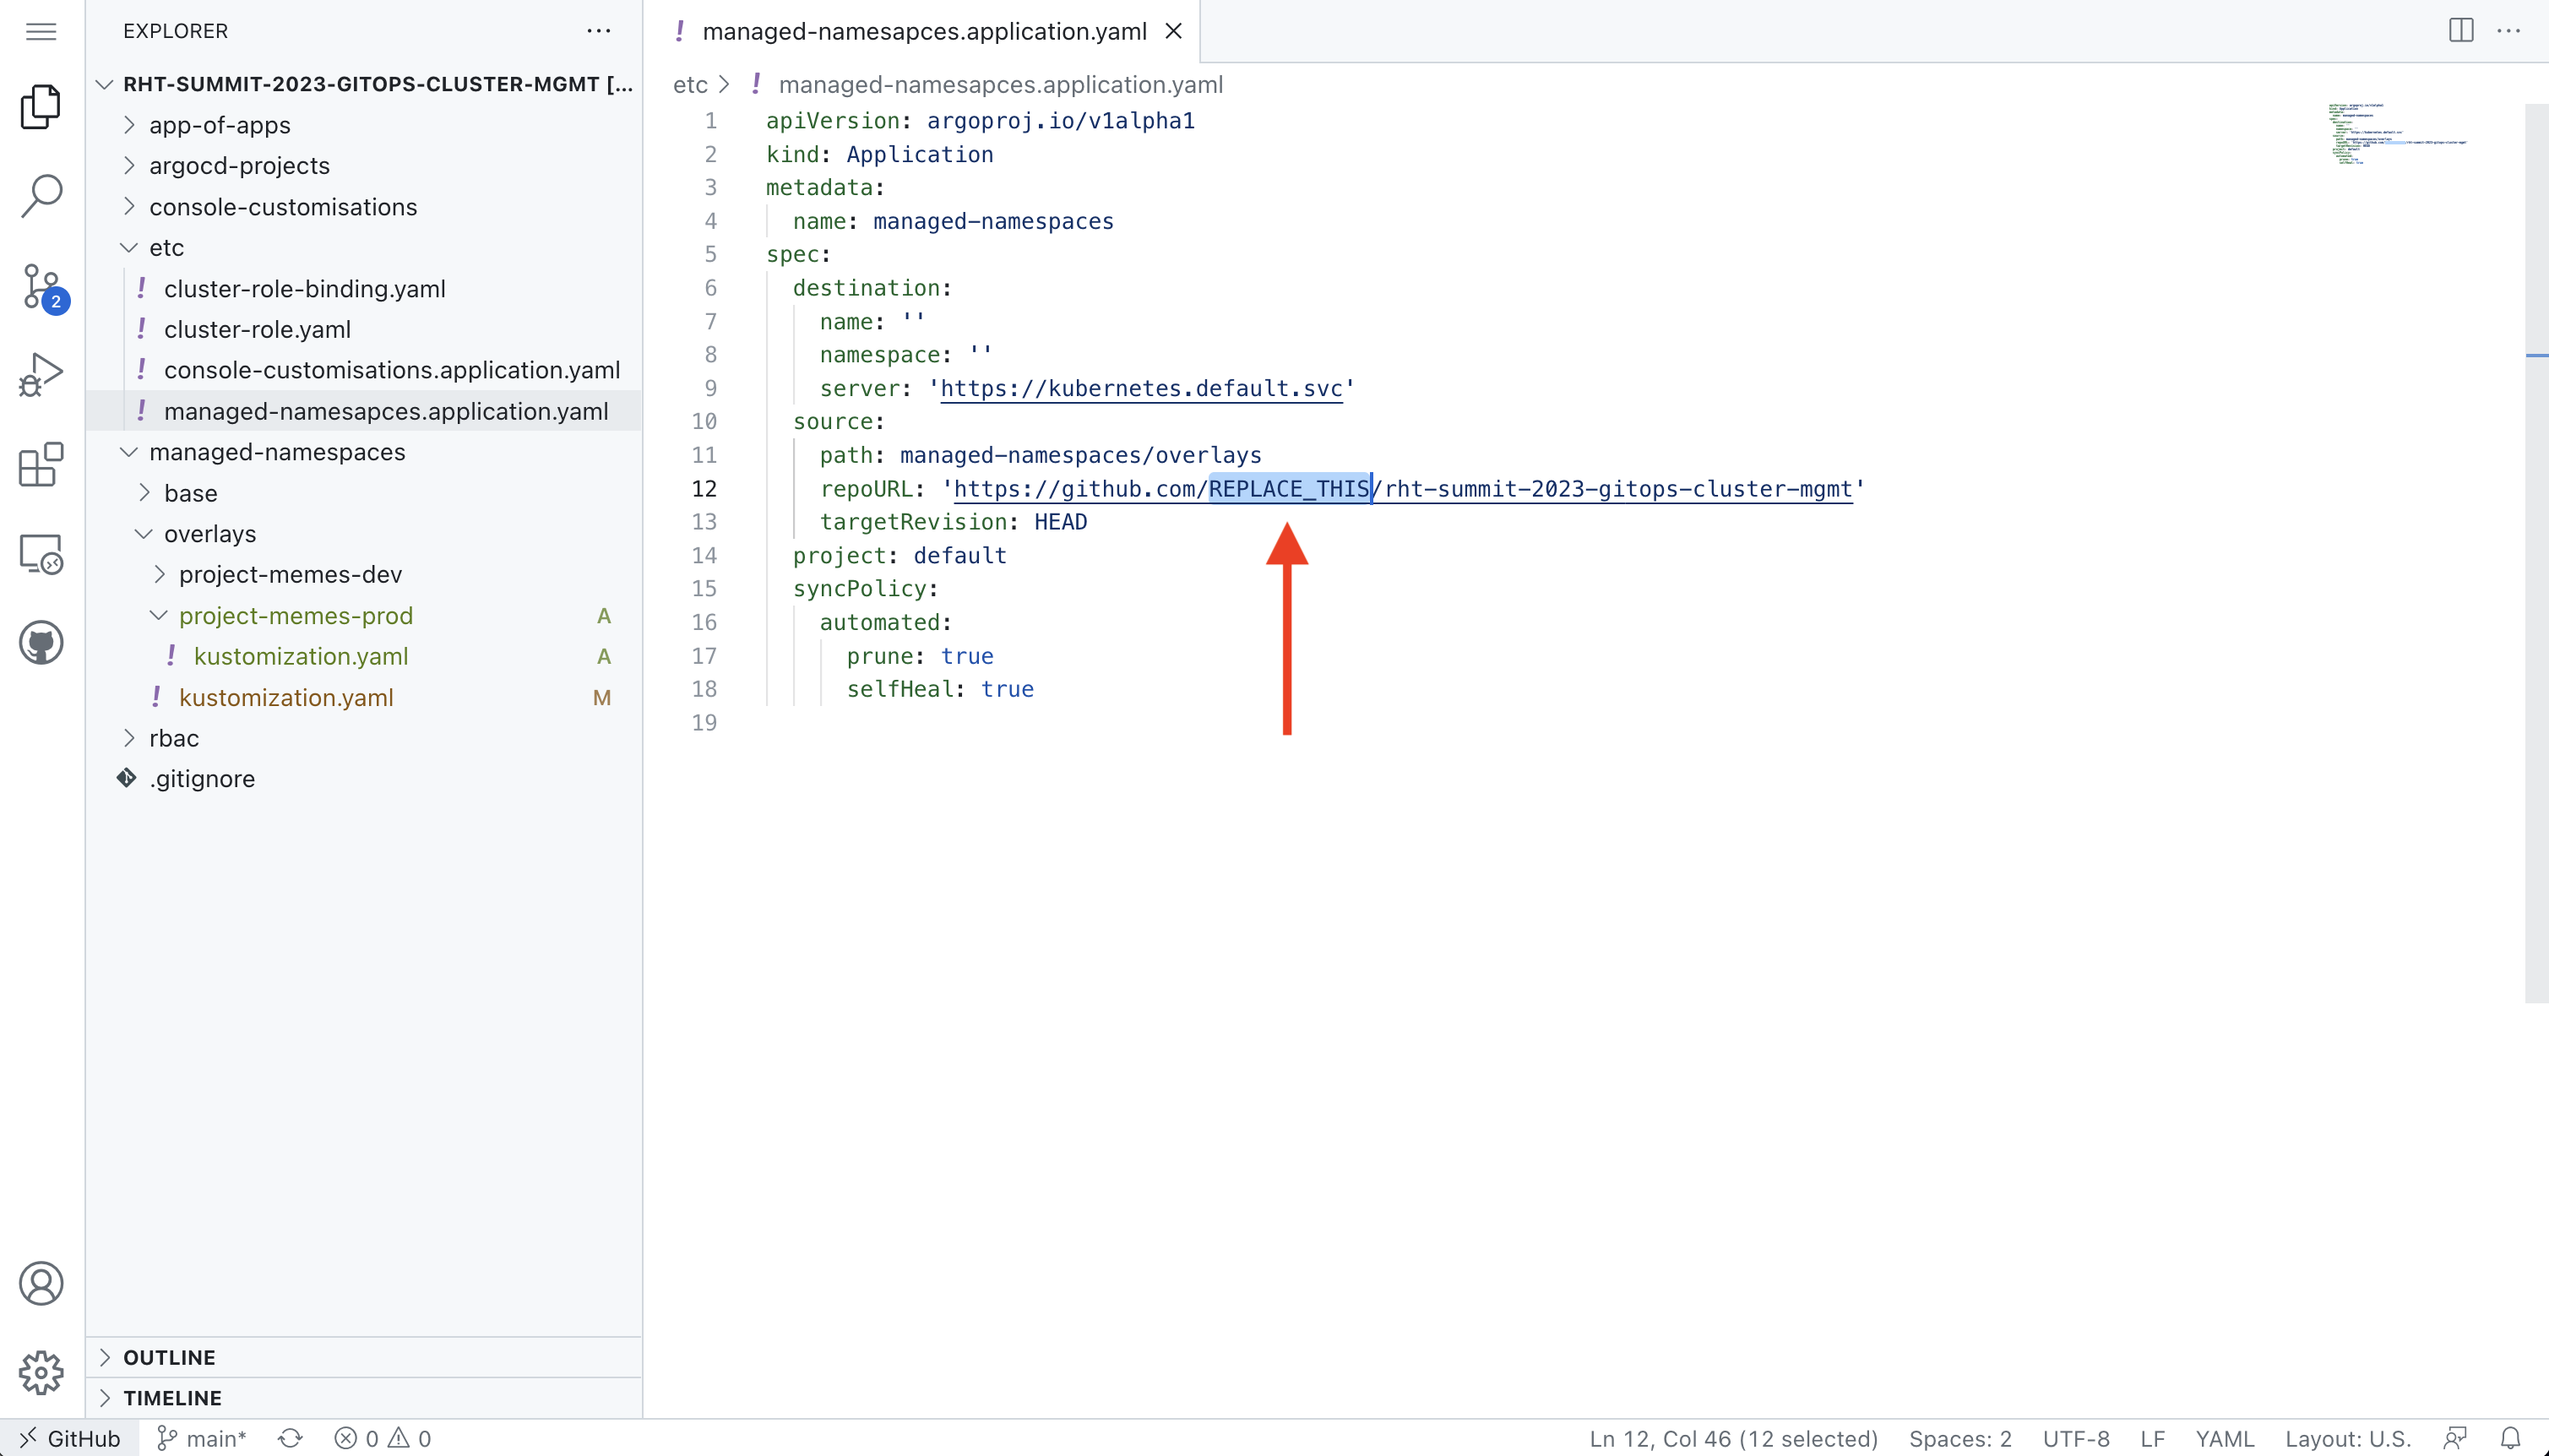 EXPLORER
RHT-SUMMIT-2023-GITOPS-CLUSTER-MGMT [...
app-of-apps
argocd-projects
console-customisations
etc
cluster-role-binding.yaml
cluster-role.yaml
console-customisations.application.yaml
managed-namesapces.application.yaml
managed-namespaces
base
overlays
project-memes-dev
project-memes-prod A
kustomization.yaml A
kustomization.yaml M
rbac
.gitignore
OUTLINE
TIMELINE
2
managed-namesapces.application.yaml
etc > managed-namesapces.application.yaml
1 apiVersion: argoproj.io/v1alpha1
2 kind: Application
3 metadata:
4 name: managed-namespaces
5 spec:
6 destination:
7 name: ''
8 namespace: ''
9 server: 'https://kubernetes.default.svc'
10 source:
11 path: managed-namespaces/overlays
12 repoURL: 'https://github.com/REPLACE_THIS/rht-summit-2023-gitops-cluster-mgmt'
13 targetRevision: HEAD
14 project: default
15 syncPolicy:
16 automated:
17 prune: true
18 selfHeal: true
19
GitHub main* 0 0 Ln 12, Col 46 (12 selected) Spaces: 2 UTF-8 LF YAML Layout: U.S.